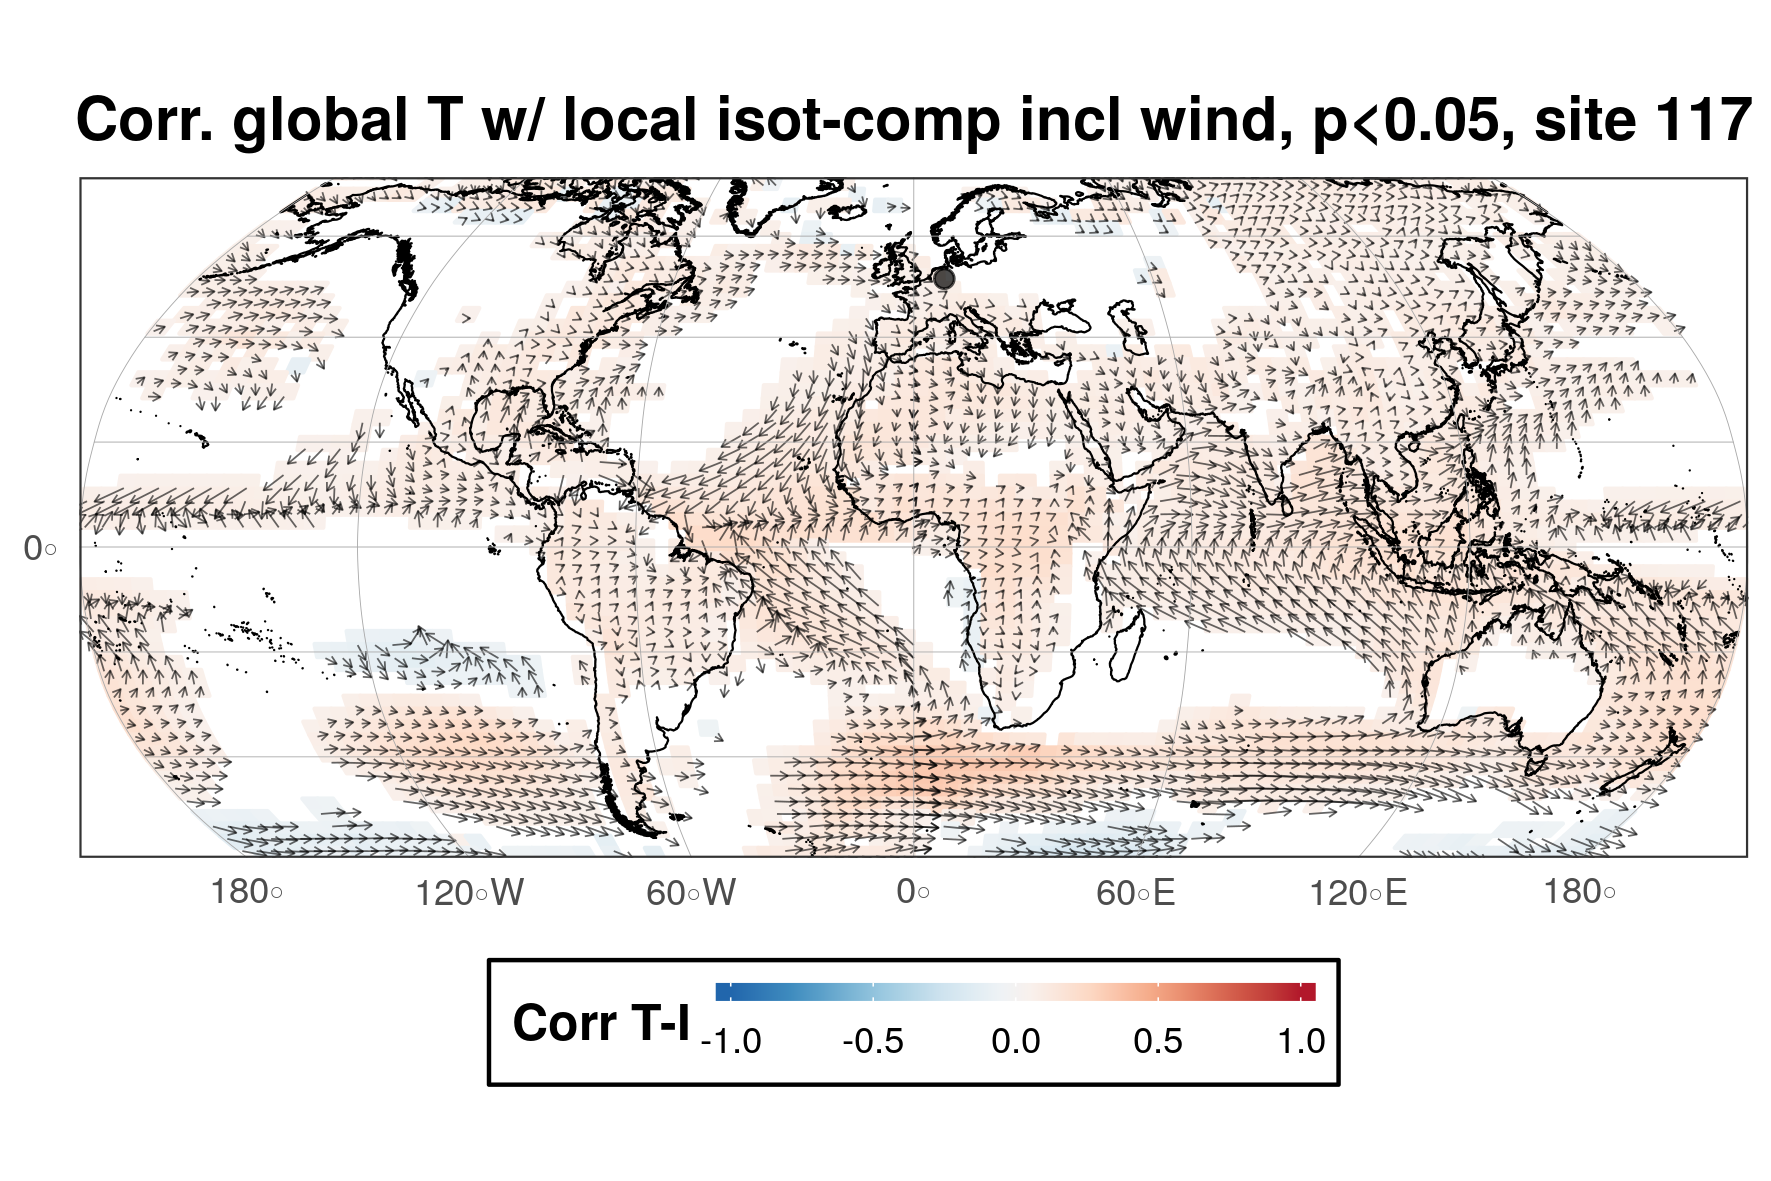 Corr. global T w/ local isot-comp incl wind, p<0.05, site 117
0○
180○ 120○W 60○W 0○ 60○E 120○E 180○
Corr T-I
-1.0 -0.5 0.0 0.5 1.0